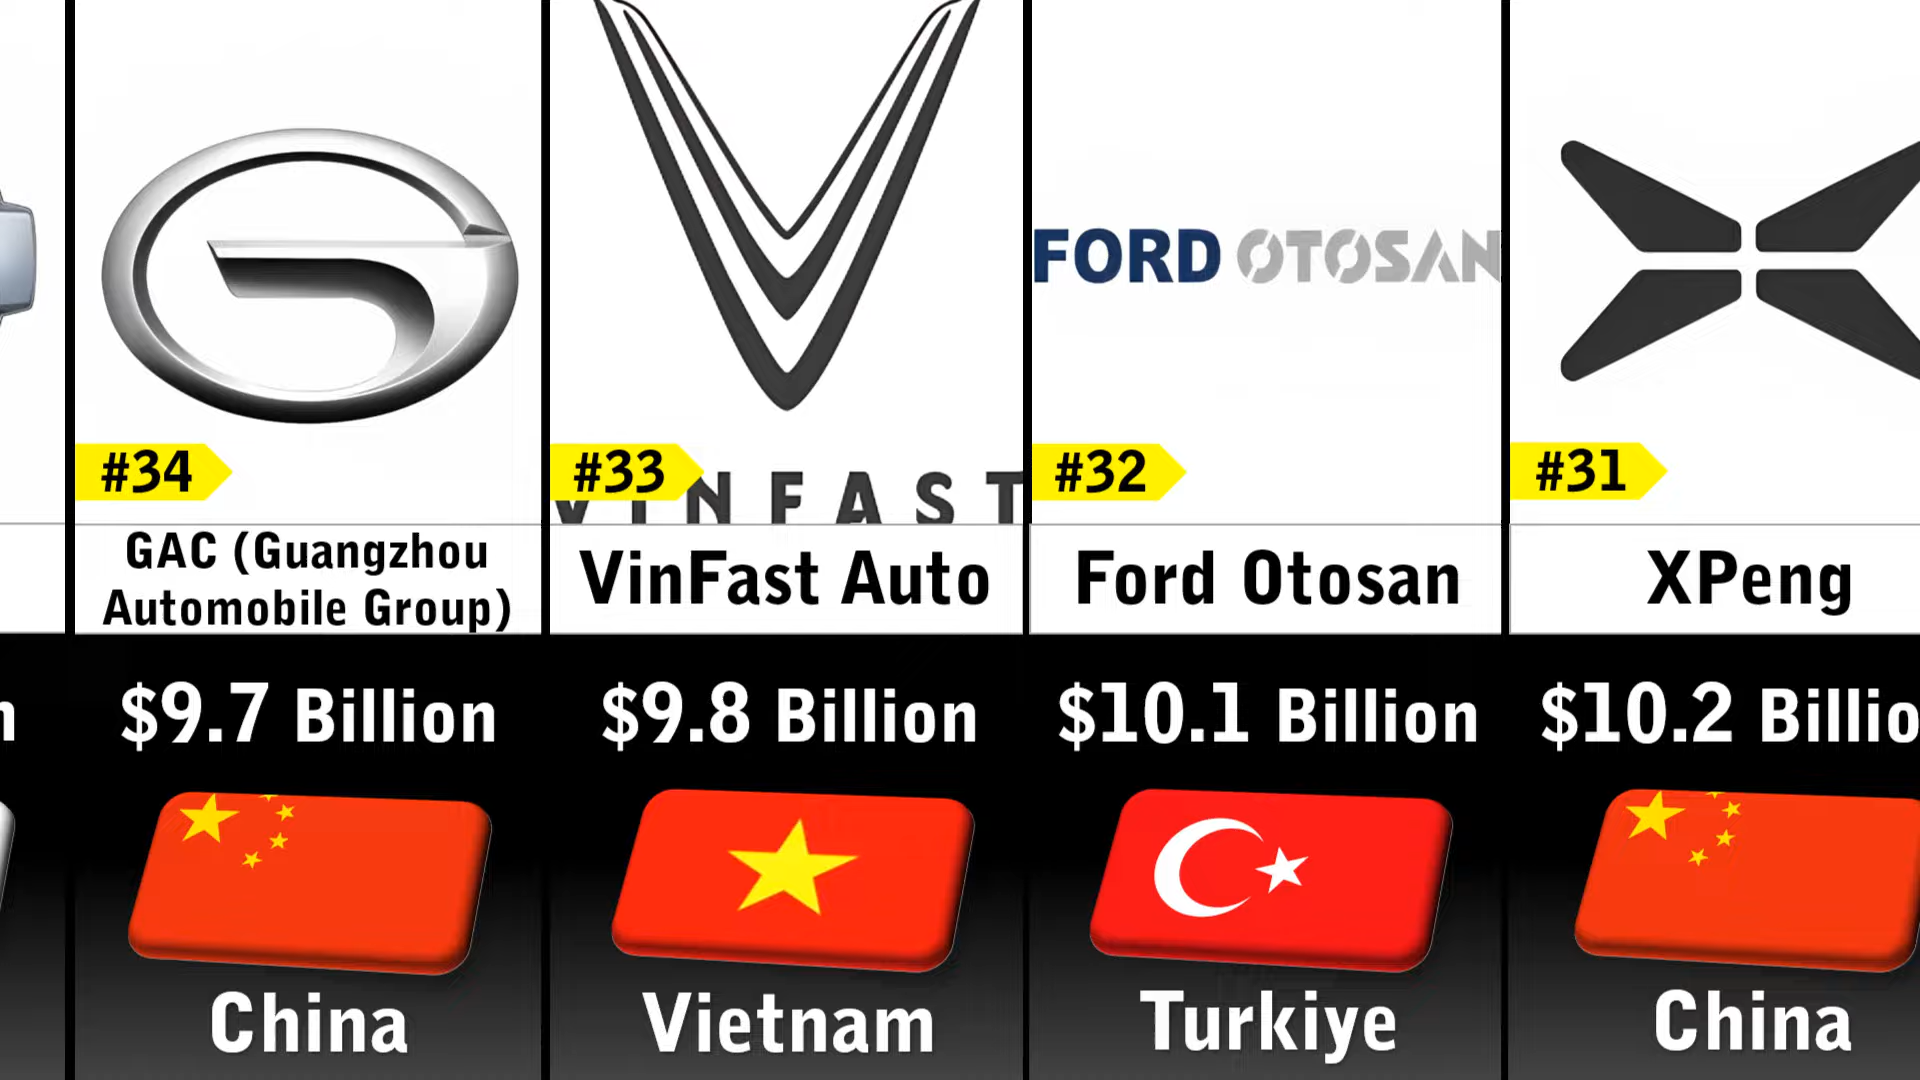 #34
GAC (Guangzhou
Automobile Group)
$9.7 Billion
China
#33
VINFAST
VinFast Auto
$9.8 Billion
Vietnam
FORD OTOSAN
#32
Ford Otosan
$10.1 Billion
Turkiye
#31
XPeng
$10.2 Billio
China